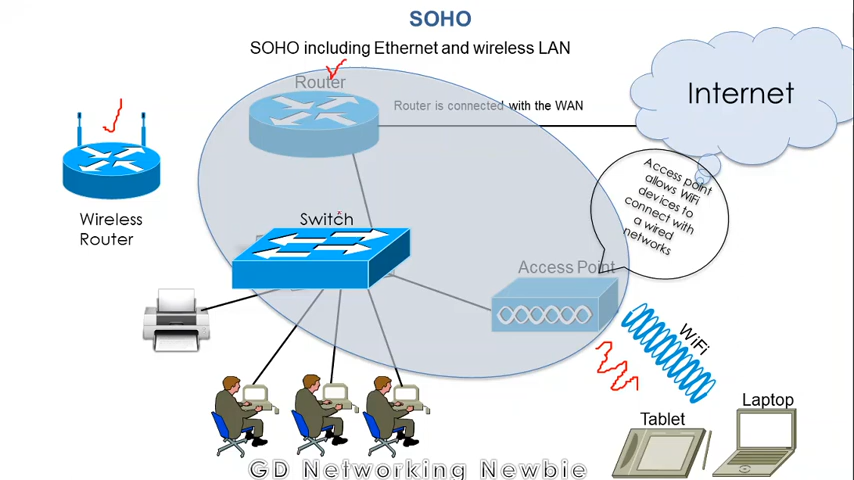 SOHO
SOHO including Ethernet and wireless LAN
Router
Router is connected with the WAN
Internet
Access point
allows WiFi
devices to
connect with
a wired
networks
Wireless
Router
Switch
Access Point
WiFi
Laptop
Tablet
GD Networking Newbie